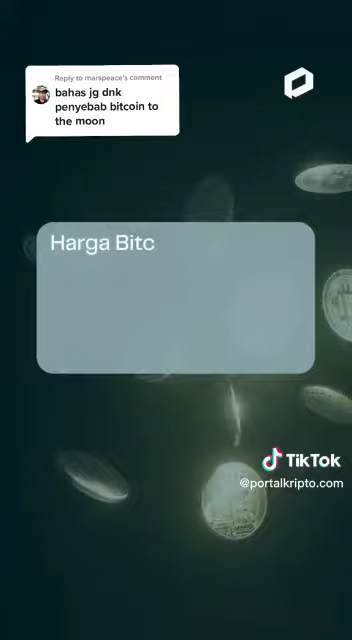 Reply to marspeace's comment
bahas jg dnk
penyebab bitcoin to
the moon
Harga Bitc
TikTok
@portalkripto.com